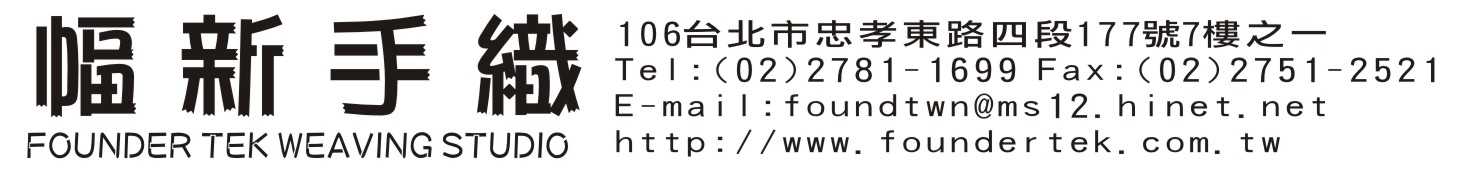 幅新手織
FOUNDER TEK WEAVING STUDIO
106台北市忠孝東路四段177號7樓之一
Tel:(02)2781-1699 Fax:(02)2751-2521
E-mail:foundtwn@ms12.hinet.net
http://www.foundertek.com.tw